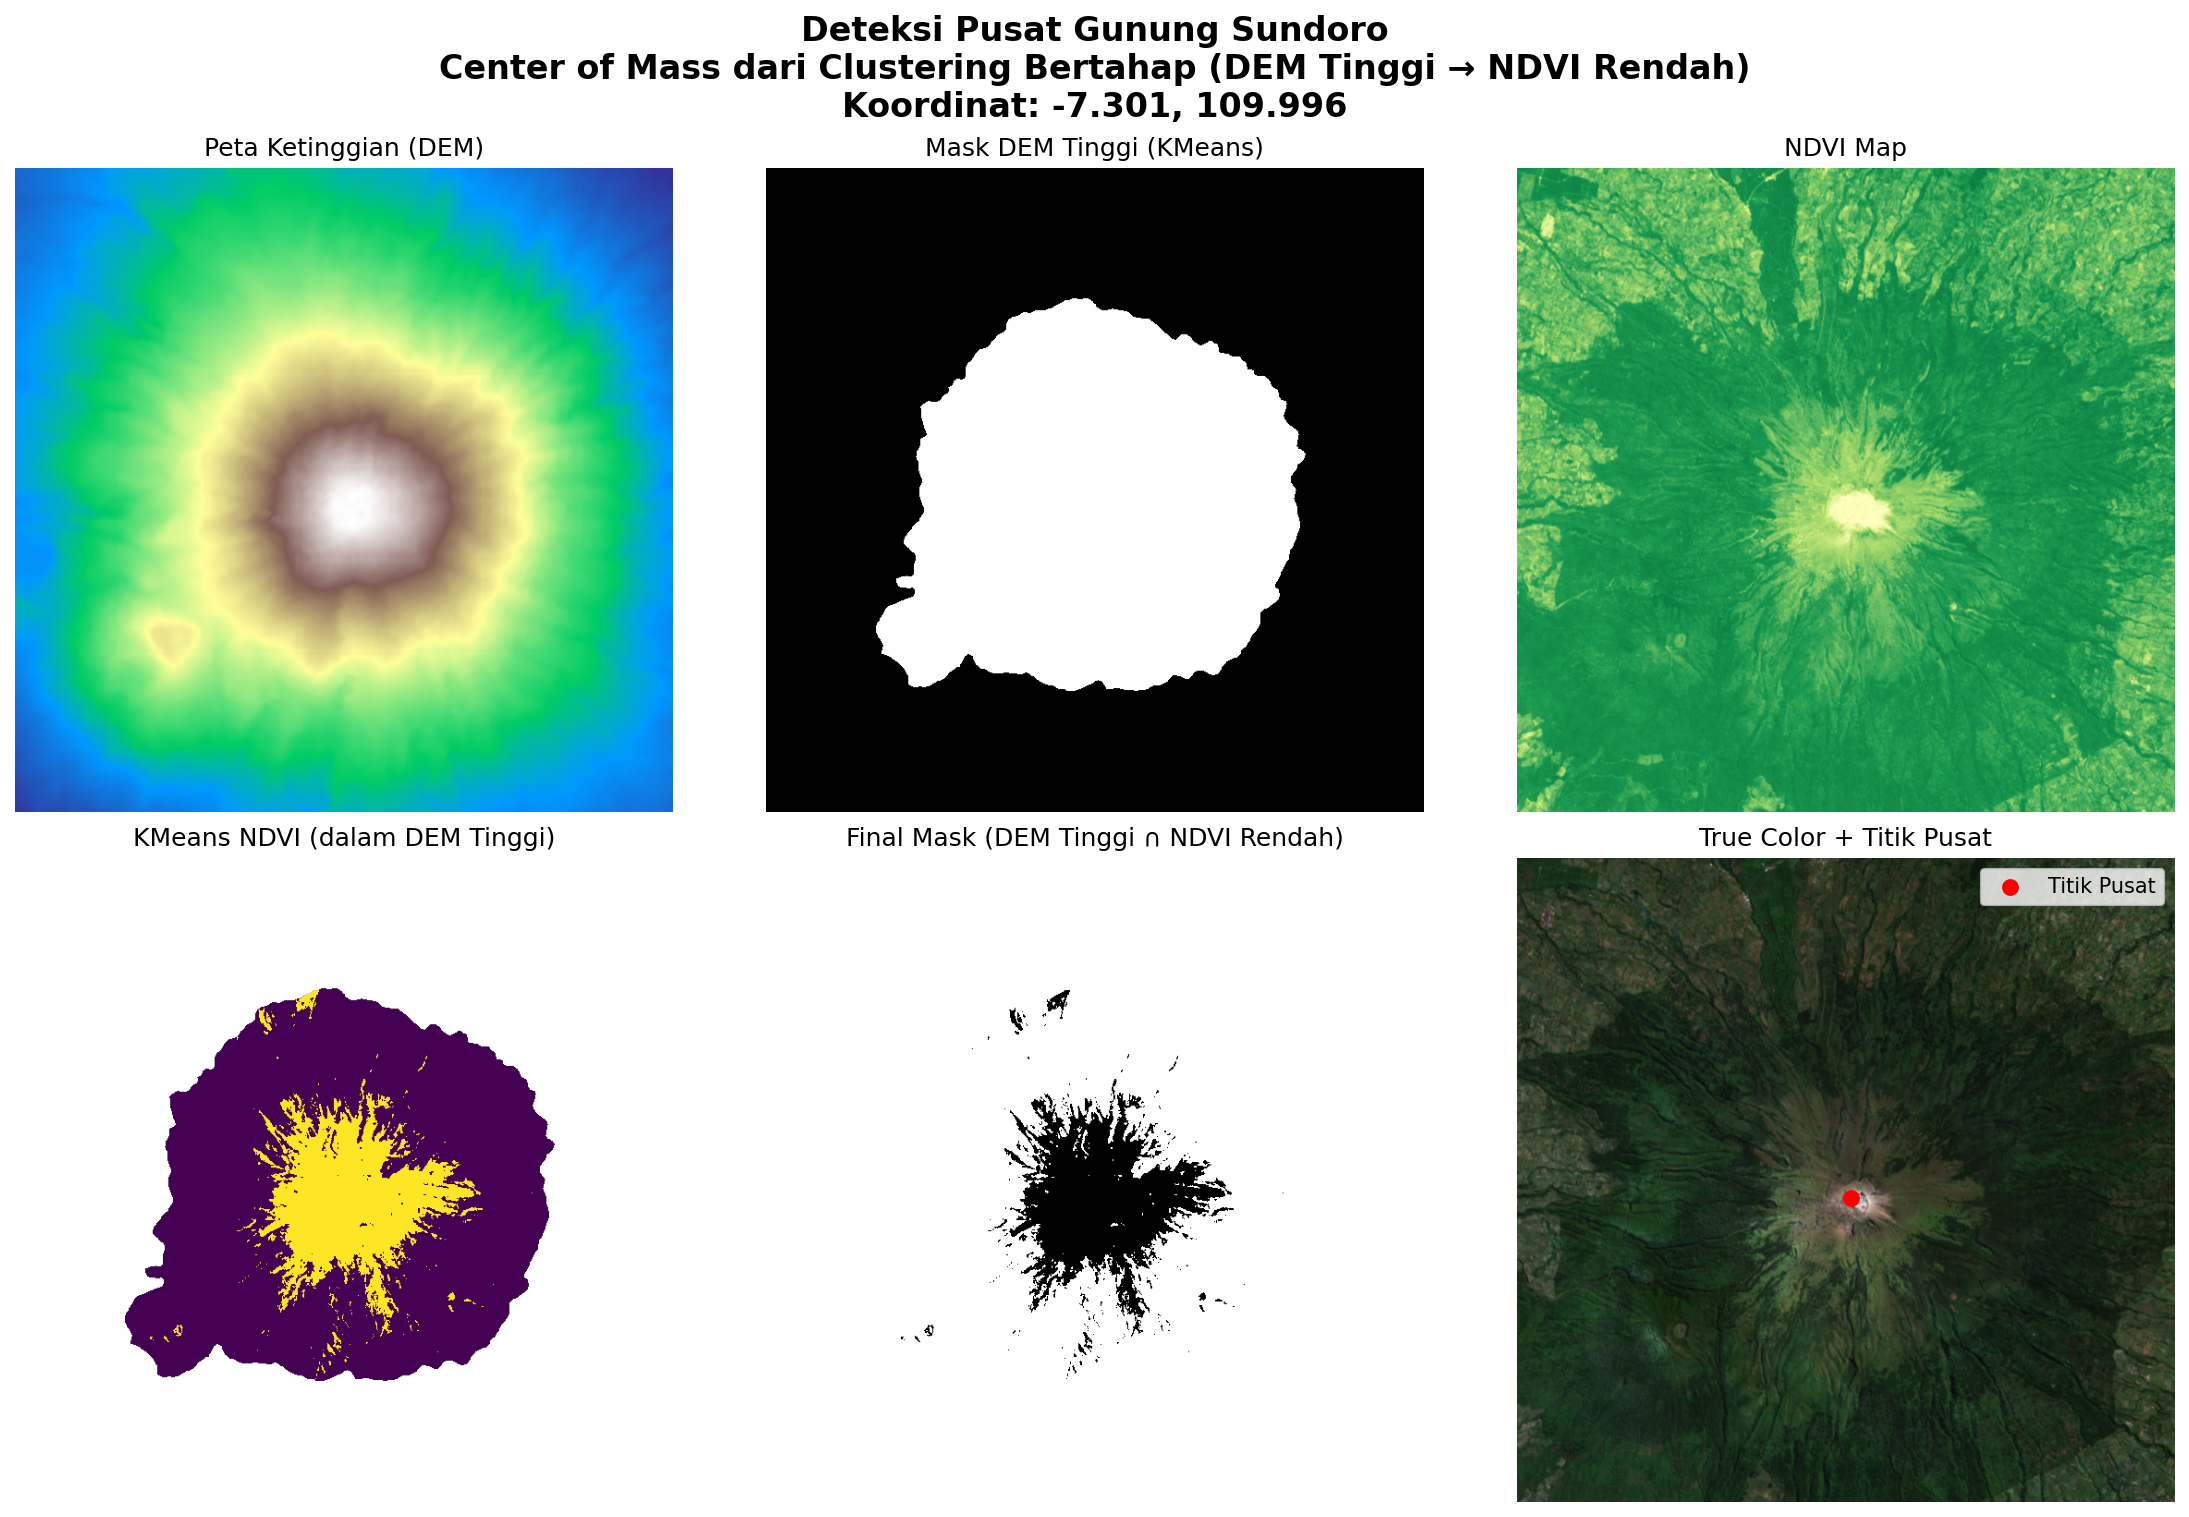 Deteksi Pusat Gunung Sundoro
Center of Mass dari Clustering Bertahap (DEM Tinggi → NDVI Rendah)
Koordinat: -7.301, 109.996
Peta Ketinggian (DEM)
Mask DEM Tinggi (KMeans)
NDVI Map
KMeans NDVI (dalam DEM Tinggi)
Final Mask (DEM Tinggi ∩ NDVI Rendah)
True Color + Titik Pusat
Titik Pusat